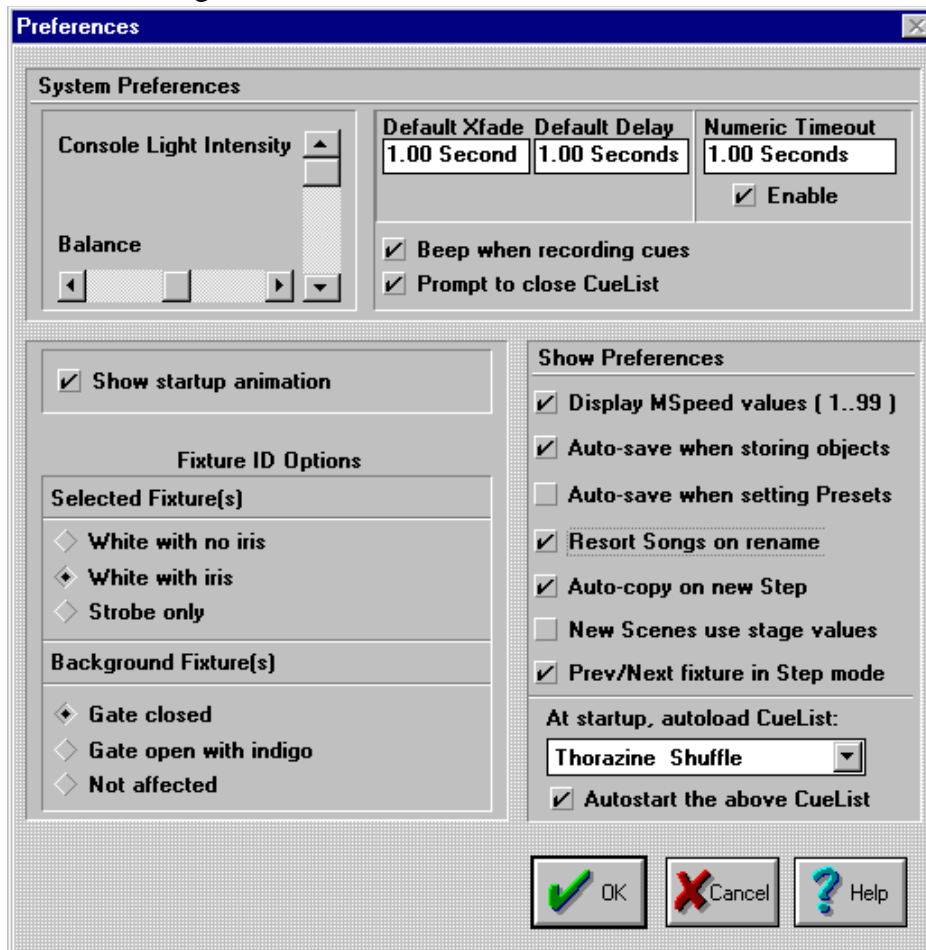 Preferences
System Preferences
Console Light Intensity
Balance
Default Xfade Default Delay Numeric Timeout
1.00 Second 1.00 Seconds 1.00 Seconds
Enable
Beep when recording cues
Prompt to close CueList
Show startup animation
Fixture ID Options
Selected Fixture(s)
White with no iris
White with iris
Strobe only
Background Fixture(s)
Gate closed
Gate open with indigo
Not affected
Show Preferences
Display MSpeed values ( 1..99 )
Auto-save when storing objects
Auto-save when setting Presets
Resort Songs on rename
Auto-copy on new Step
New Scenes use stage values
Prev/Next fixture in Step mode
At startup, autoload CueList:
Thorazine Shuffle
Autostart the above CueList
OK Cancel Help